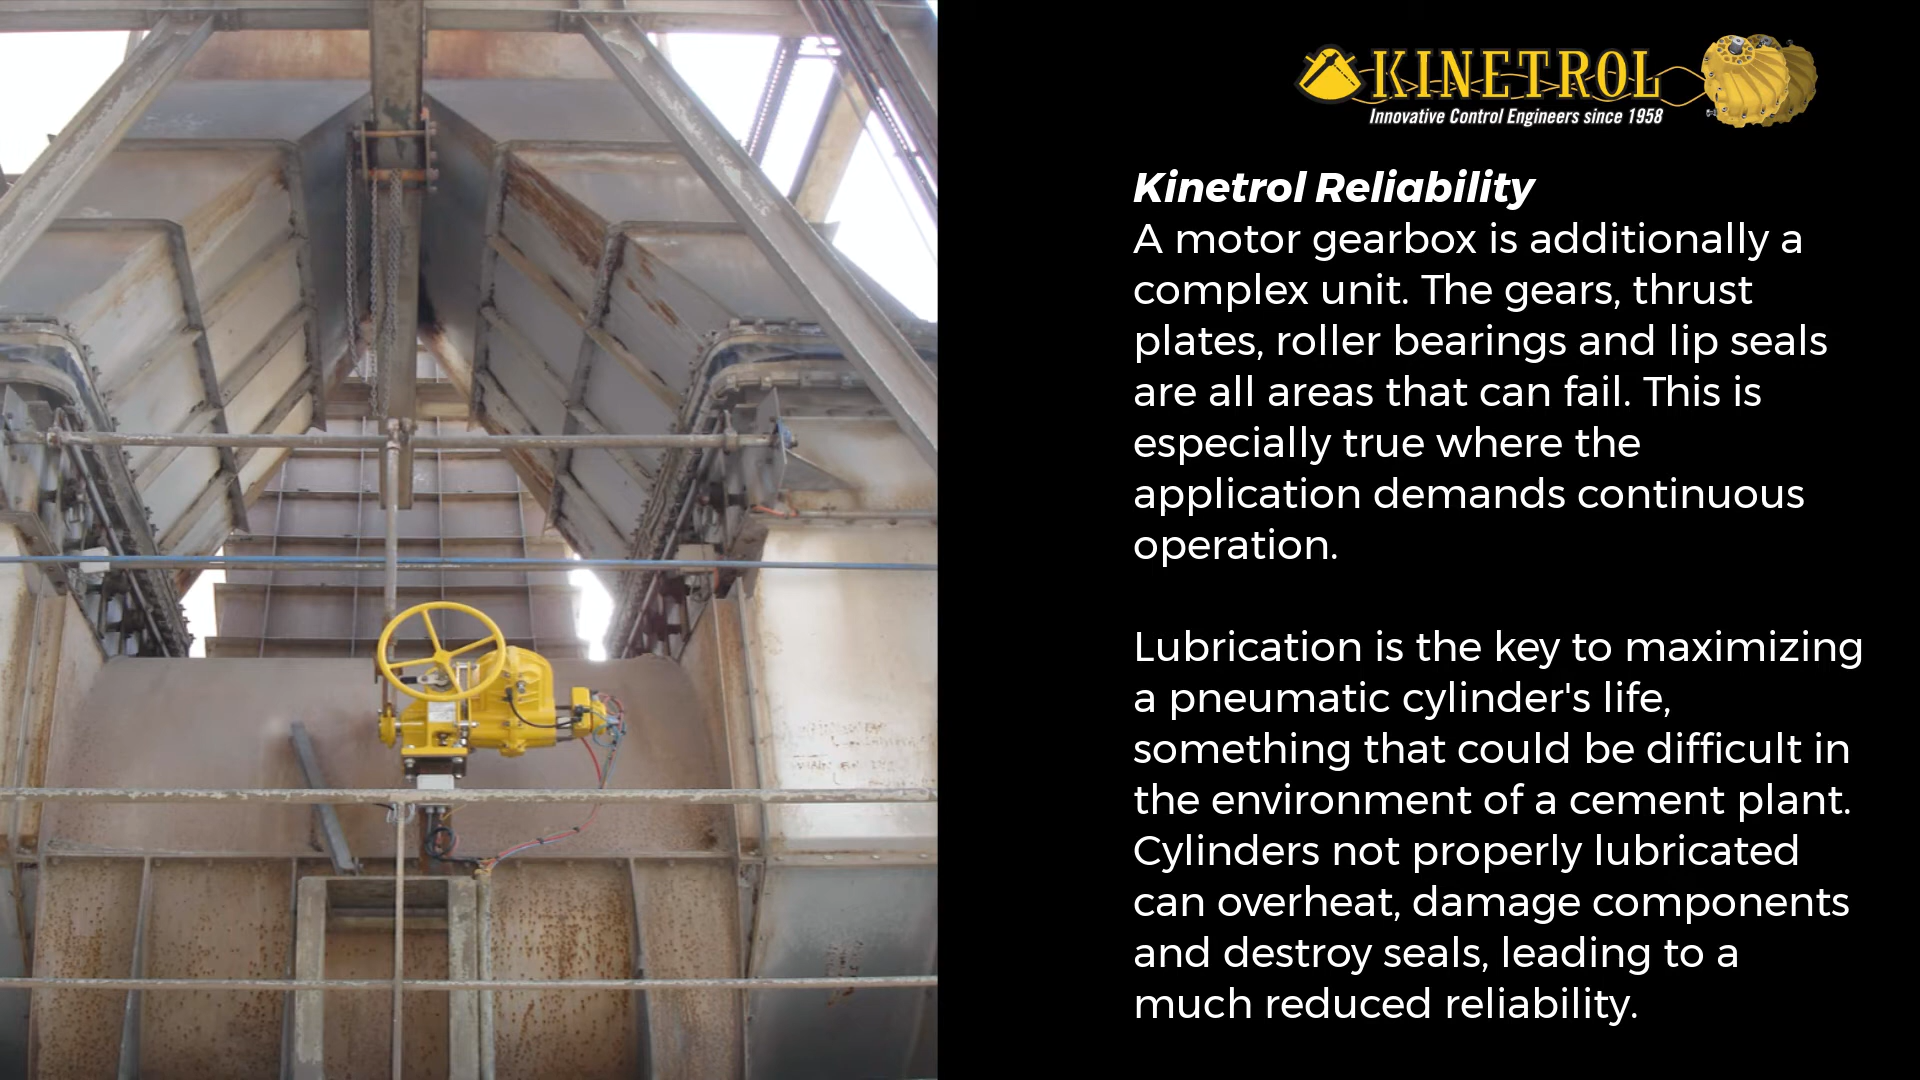 KINETROL
Innovative Control Engineers since 1958
Kinetrol Reliability
A motor gearbox is additionally a
complex unit. The gears, thrust
plates, roller bearings and lip seals
are all areas that can fail. This is
especially true where the
application demands continuous
operation.
Lubrication is the key to maximizing
a pneumatic cylinder's life,
something that could be difficult in
the environment of a cement plant.
Cylinders not properly lubricated
can overheat, damage components
and destroy seals, leading to a
much reduced reliability.